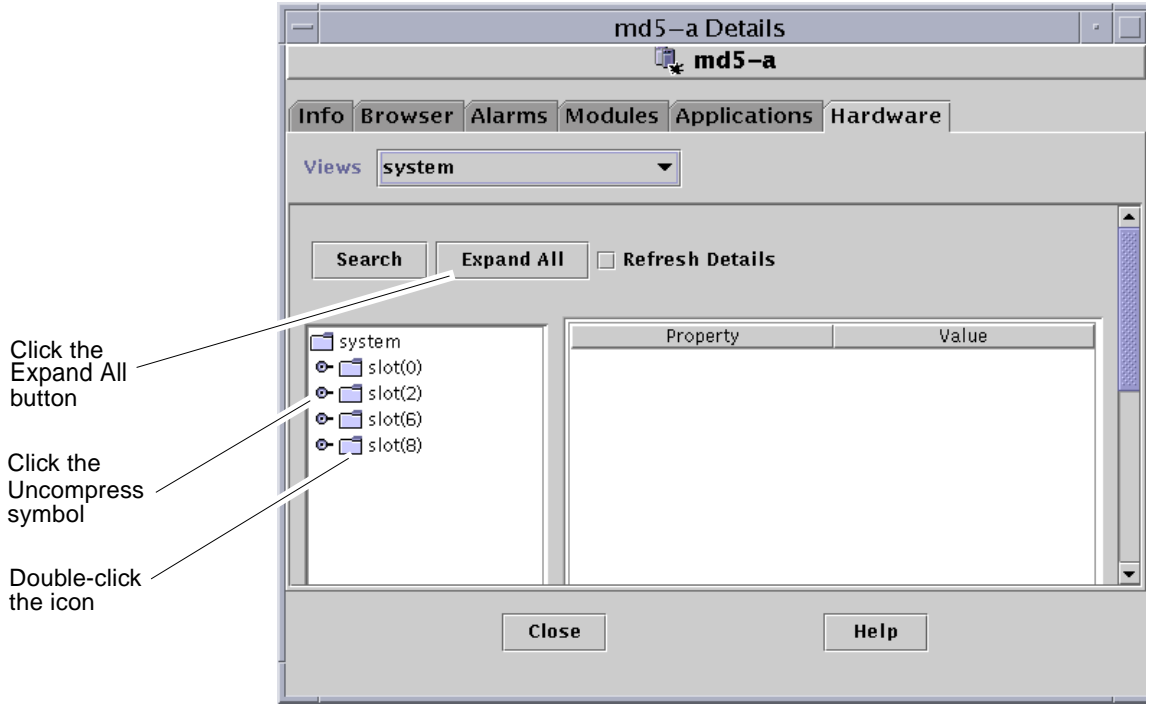 md5–a Details
md5–a
Info Browser Alarms Modules Applications Hardware
Views system
Search Expand All Refresh Details
Property Value
system
slot(0)
slot(2)
slot(6)
slot(8)
Click the
Expand All
button
Click the
Uncompress
symbol
Double-click
the icon
Close Help